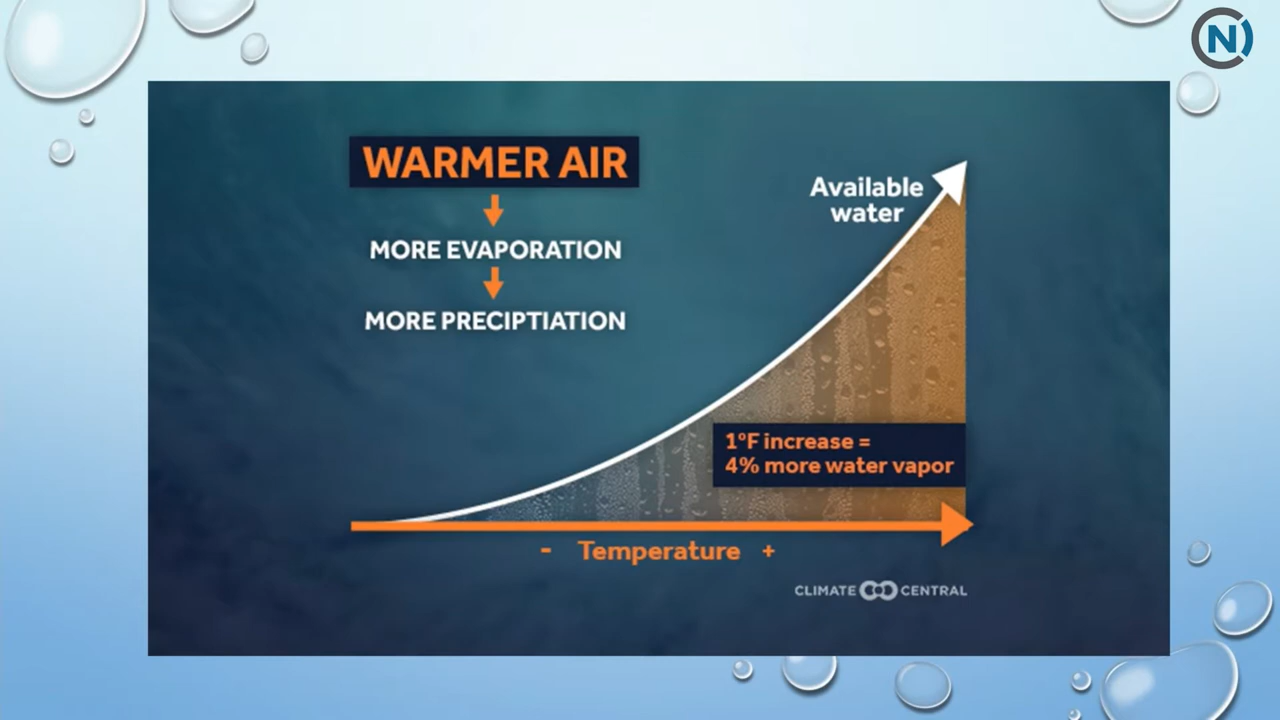 N
WARMER AIR
MORE EVAPORATION
MORE PRECIPTIATION
Available
water
1°F increase =
4% more water vapor
- Temperature +
CLIMATE CENTRAL